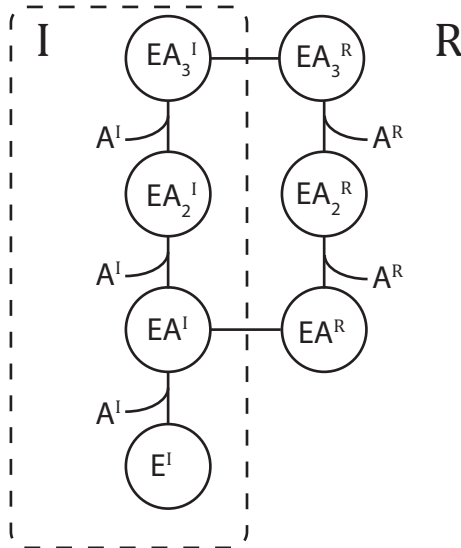 I EA₃ᴵ EA₃ᴿ R
Aᴵ Aᴿ
EA₂ᴵ EA₂ᴿ
Aᴵ Aᴿ
EAᴵ EAᴿ
Aᴵ
Eᴵ